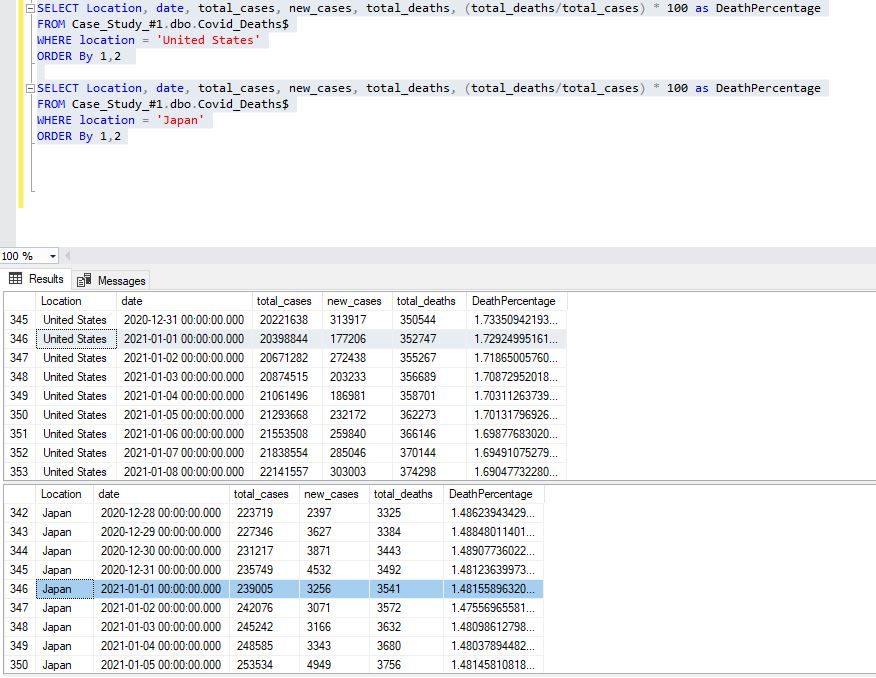 SELECT Location, date, total_cases, new_cases, total_deaths, (total_deaths/total_cases) * 100 as DeathPercentage
FROM Case_Study_#1.dbo.Covid_Deaths$
WHERE location = 'United States'
ORDER By 1,2
SELECT Location, date, total_cases, new_cases, total_deaths, (total_deaths/total_cases) * 100 as DeathPercentage
FROM Case_Study_#1.dbo.Covid_Deaths$
WHERE location = 'Japan'
ORDER By 1,2
100 %
Results Messages
Location date total_cases new_cases total_deaths DeathPercentage
345 United States 2020-12-31 00:00:00.000 20221638 313917 350544 1.73350942193...
346 United States 2021-01-01 00:00:00.000 20398844 177206 352747 1.72924995161...
347 United States 2021-01-02 00:00:00.000 20671282 272438 355267 1.71865005760...
348 United States 2021-01-03 00:00:00.000 20874515 203233 356689 1.70872952018...
349 United States 2021-01-04 00:00:00.000 21061496 186981 358701 1.70311263739...
350 United States 2021-01-05 00:00:00.000 21293668 232172 362273 1.70131796926...
351 United States 2021-01-06 00:00:00.000 21553508 259840 366146 1.69877683020...
352 United States 2021-01-07 00:00:00.000 21838554 285046 370144 1.69491075279...
353 United States 2021-01-08 00:00:00.000 22141557 303003 374298 1.69047732280...
Location date total_cases new_cases total_deaths DeathPercentage
342 Japan 2020-12-28 00:00:00.000 223719 2397 3325 1.48623943429...
343 Japan 2020-12-29 00:00:00.000 227346 3627 3384 1.48848011401...
344 Japan 2020-12-30 00:00:00.000 231217 3871 3443 1.48907736022...
345 Japan 2020-12-31 00:00:00.000 235749 4532 3492 1.48123639973...
346 Japan 2021-01-01 00:00:00.000 239005 3256 3541 1.48155896320...
347 Japan 2021-01-02 00:00:00.000 242076 3071 3572 1.47556965581...
348 Japan 2021-01-03 00:00:00.000 245242 3166 3632 1.48098612798...
349 Japan 2021-01-04 00:00:00.000 248585 3343 3680 1.48037894482...
350 Japan 2021-01-05 00:00:00.000 253534 4949 3756 1.48145810818...